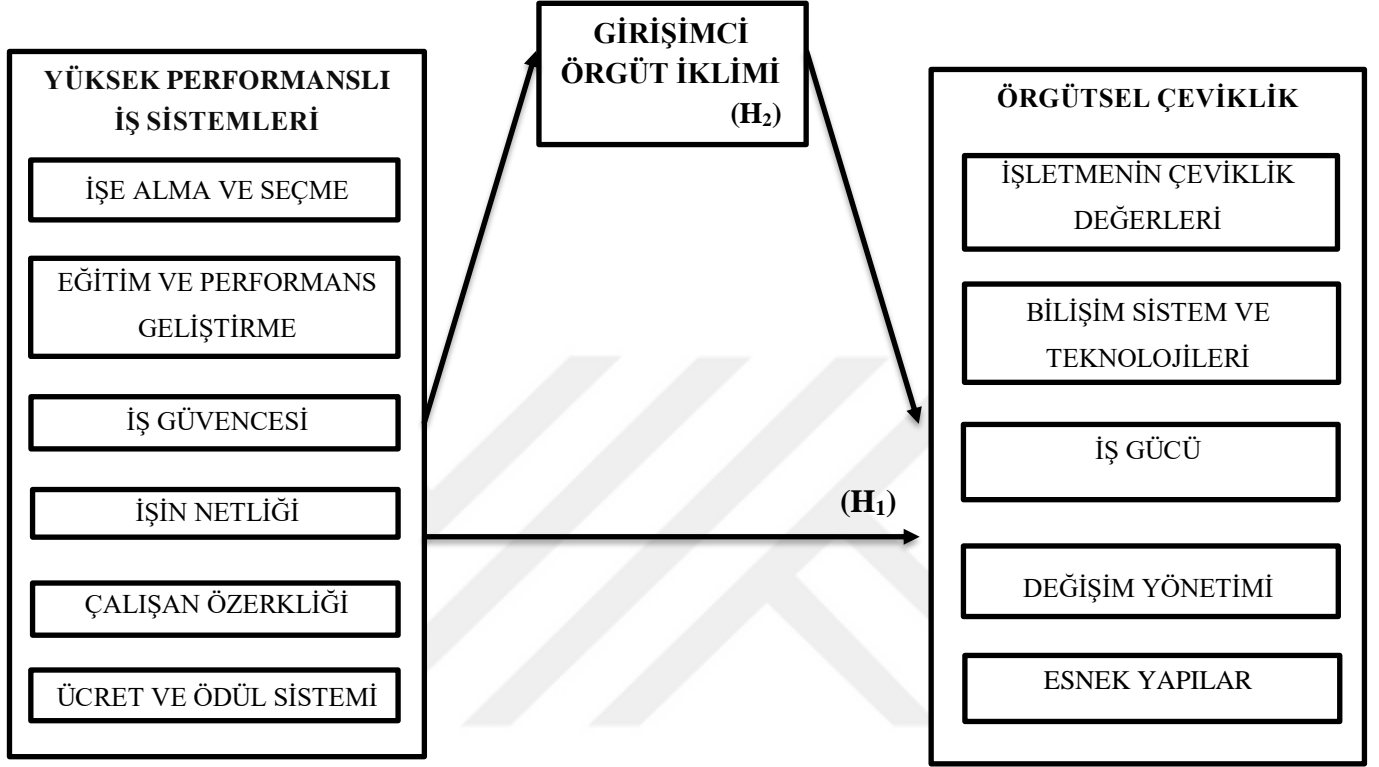 GİRİŞİMCİ
ÖRGÜT İKLİMİ
(H₂)
YÜKSEK PERFORMANSLI
İŞ SİSTEMLERİ
İŞE ALMA VE SEÇME
EĞİTİM VE PERFORMANS
GELİŞTİRME
İŞ GÜVENCESİ
İŞİN NETLİĞİ
ÇALIŞAN ÖZERKLİĞİ
ÜCRET VE ÖDÜL SİSTEMİ
(H₁)
ÖRGÜTSEL ÇEVİKLİK
İŞLETMENİN ÇEVİKLİK
DEĞERLERİ
BİLİŞİM SİSTEM VE
TEKNOLOJİLERİ
İŞ GÜCÜ
DEĞİŞİM YÖNETİMİ
ESNEK YAPILAR